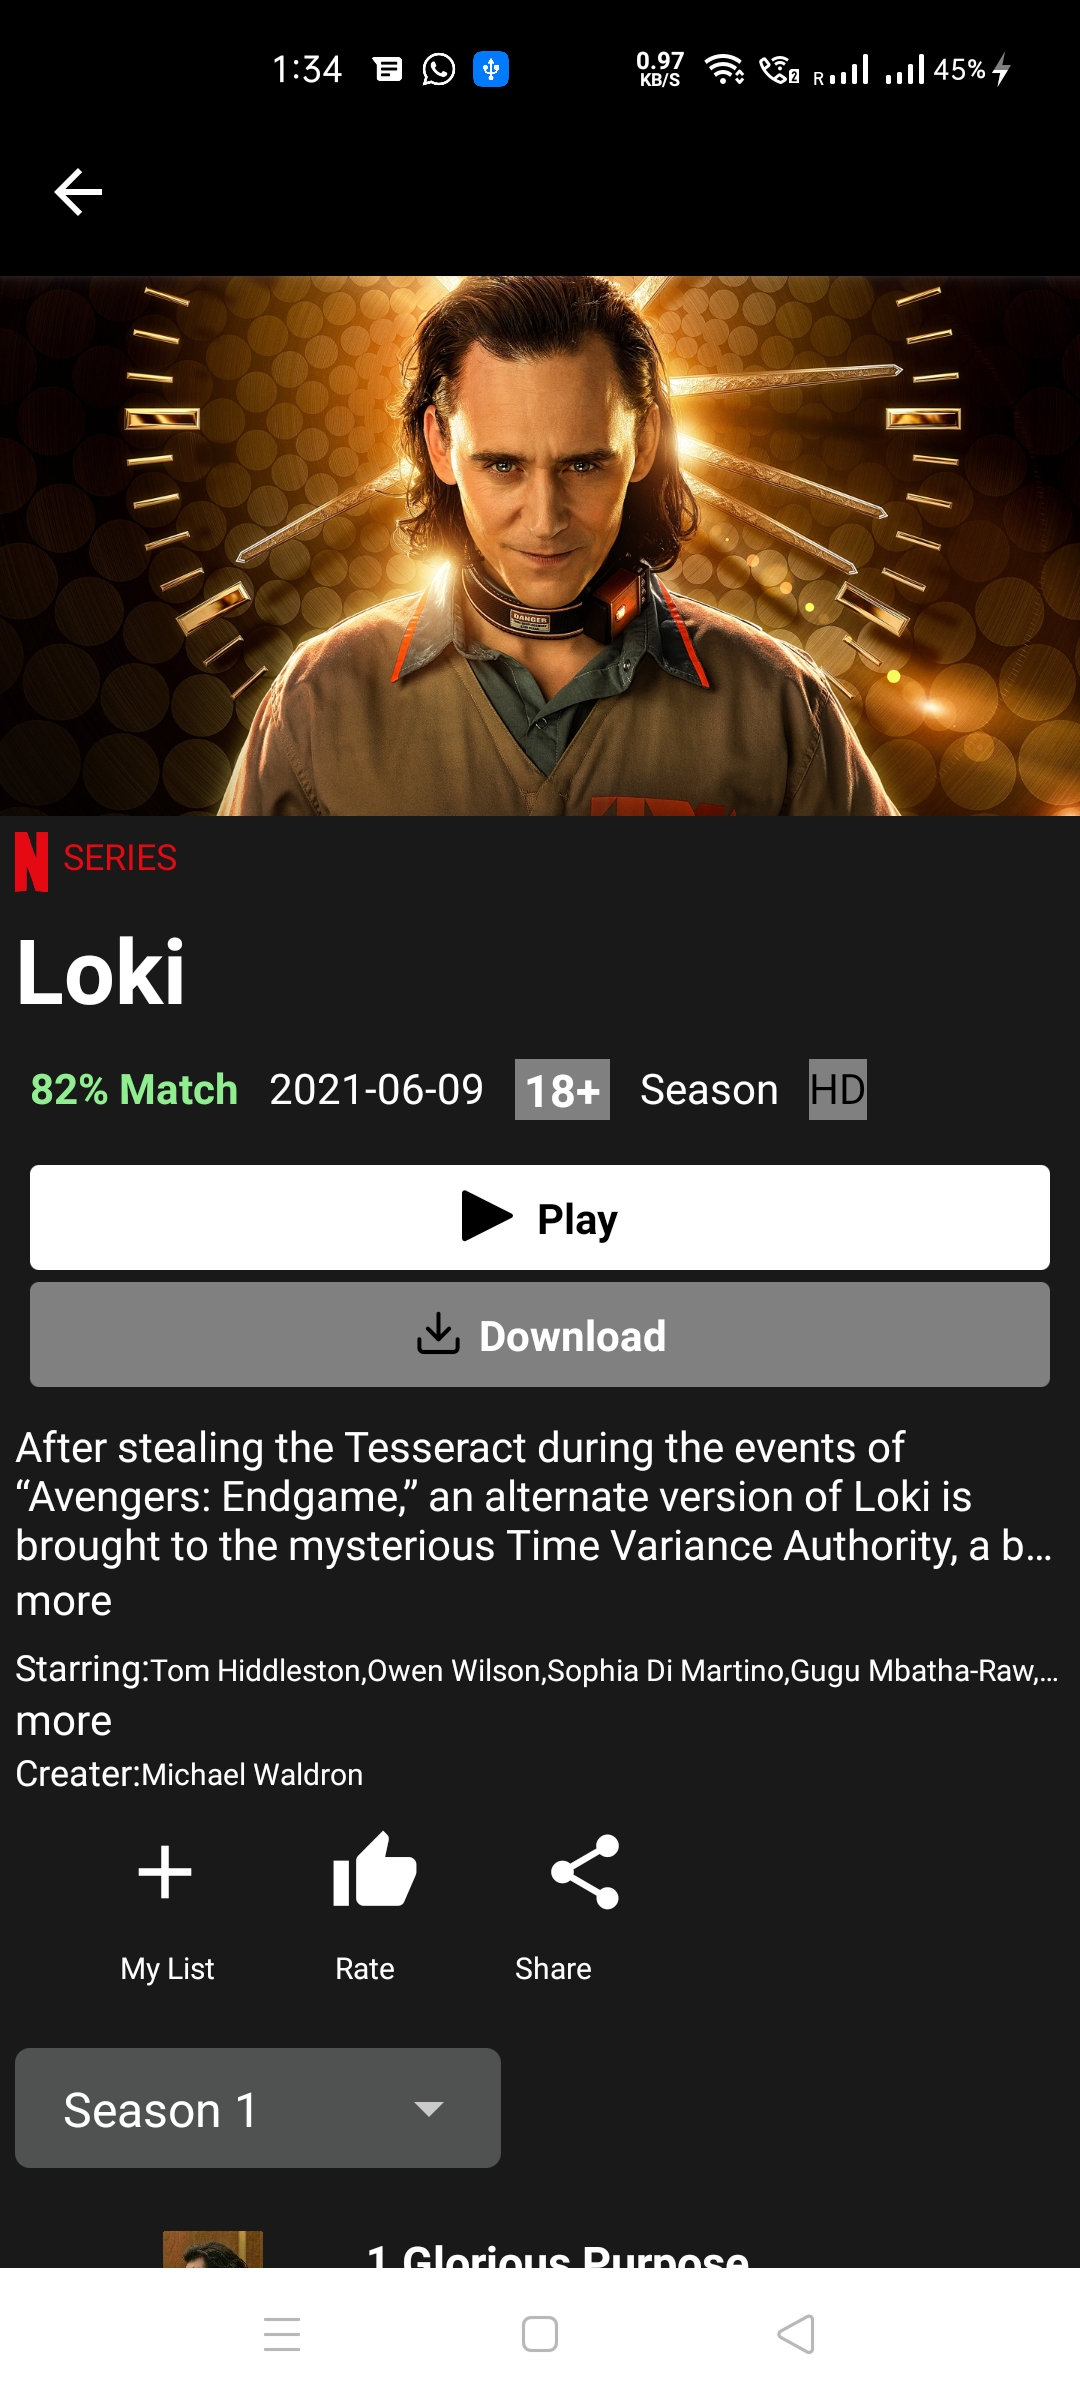 1:34 0.97 KB/S R 45%
DANGER
N SERIES
Loki
82% Match 2021-06-09 18+ Season HD
Play
Download
After stealing the Tesseract during the events of
“Avengers: Endgame,” an alternate version of Loki is
brought to the mysterious Time Variance Authority, a b...
more
Starring:Tom Hiddleston,Owen Wilson,Sophia Di Martino,Gugu Mbatha-Raw,...
more
Creater:Michael Waldron
My List Rate Share
Season 1
1 Glorious Purpose